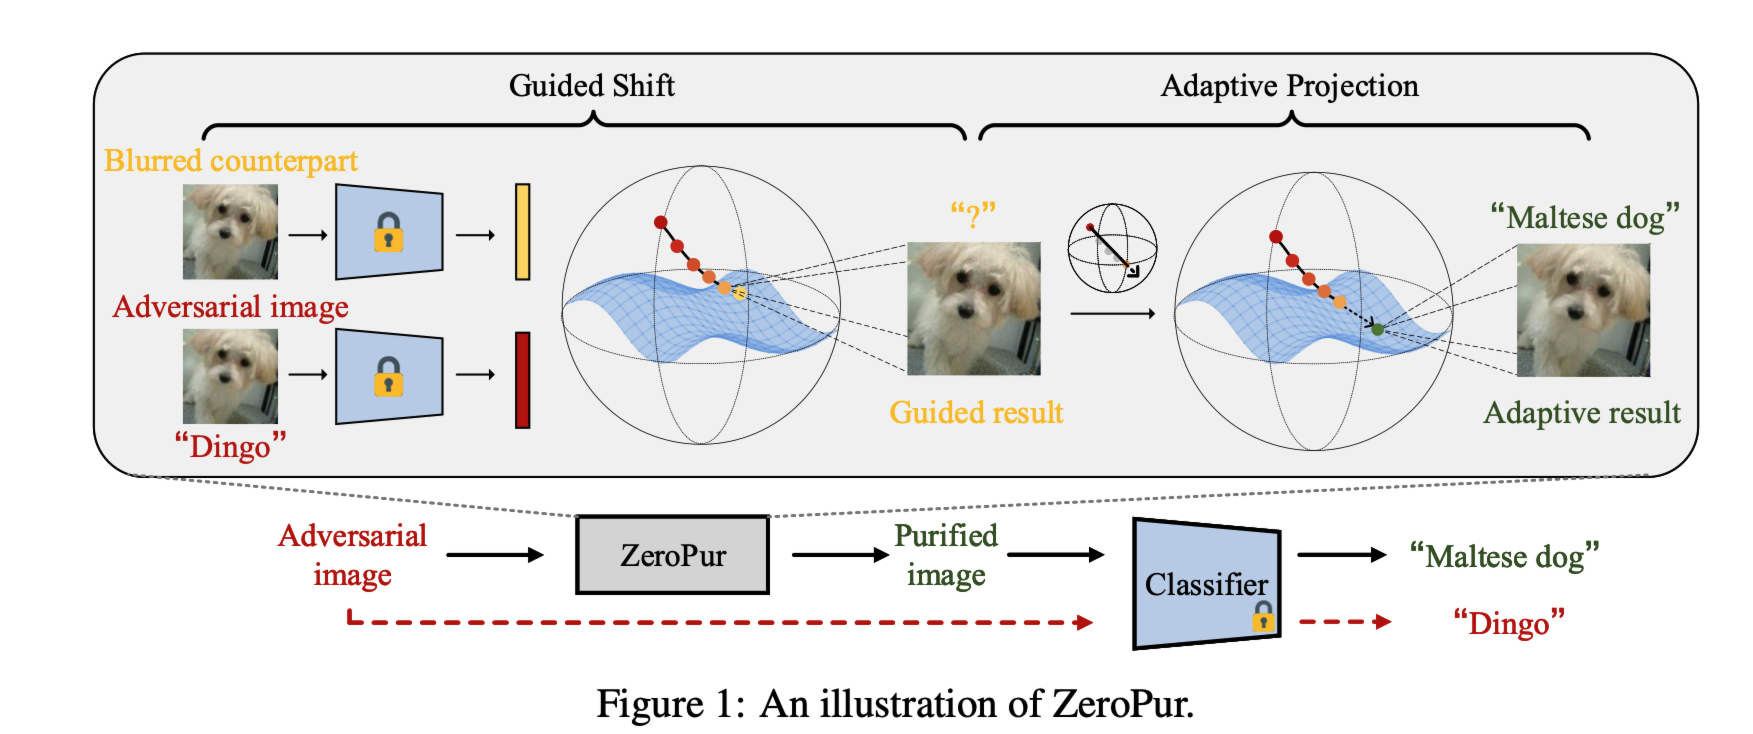 Guided Shift
Adaptive Projection
Blurred counterpart
Adversarial image
“Dingo”
“?”
Guided result
“Maltese dog”
Adaptive result
Adversarial
image
ZeroPur
Purified
image
Classifier
“Maltese dog”
“Dingo”
Figure 1: An illustration of ZeroPur.